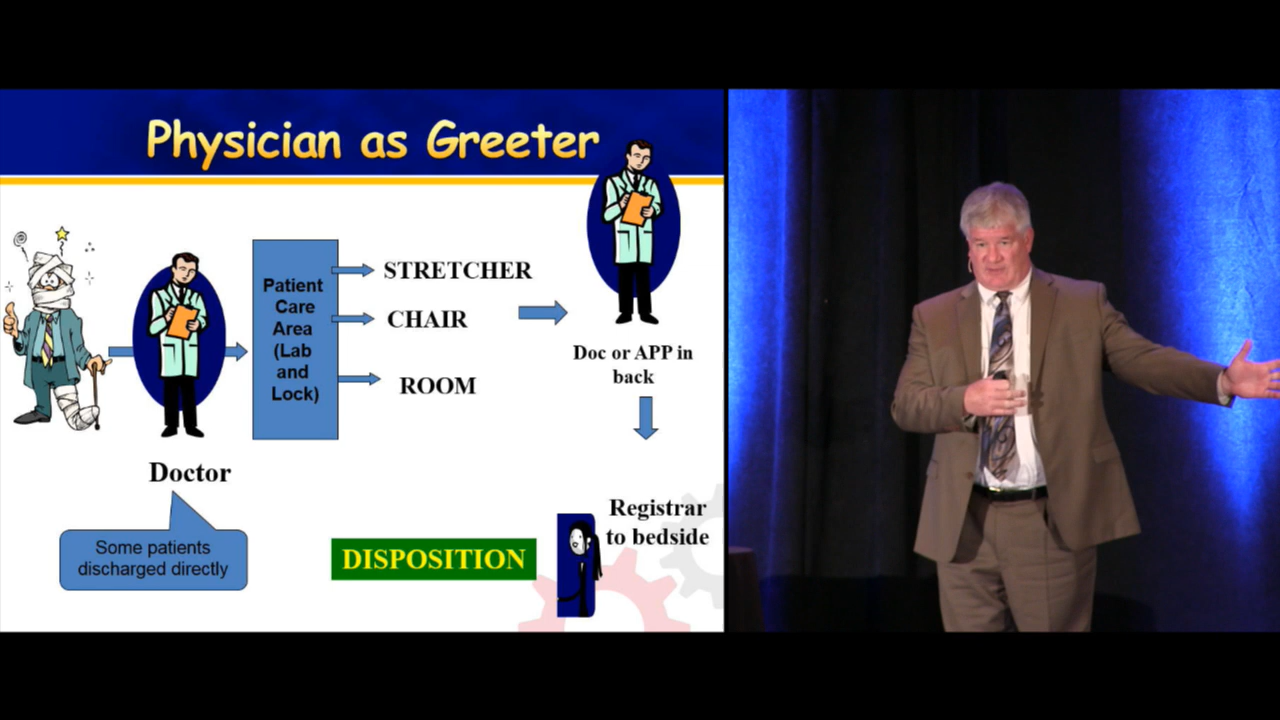 Physician as Greeter
Patient
Care
Area
(Lab
and
Lock)
STRETCHER
CHAIR
ROOM
Doc or APP in
back
Doctor
Some patients
discharged directly
Registrar
to bedside
DISPOSITION